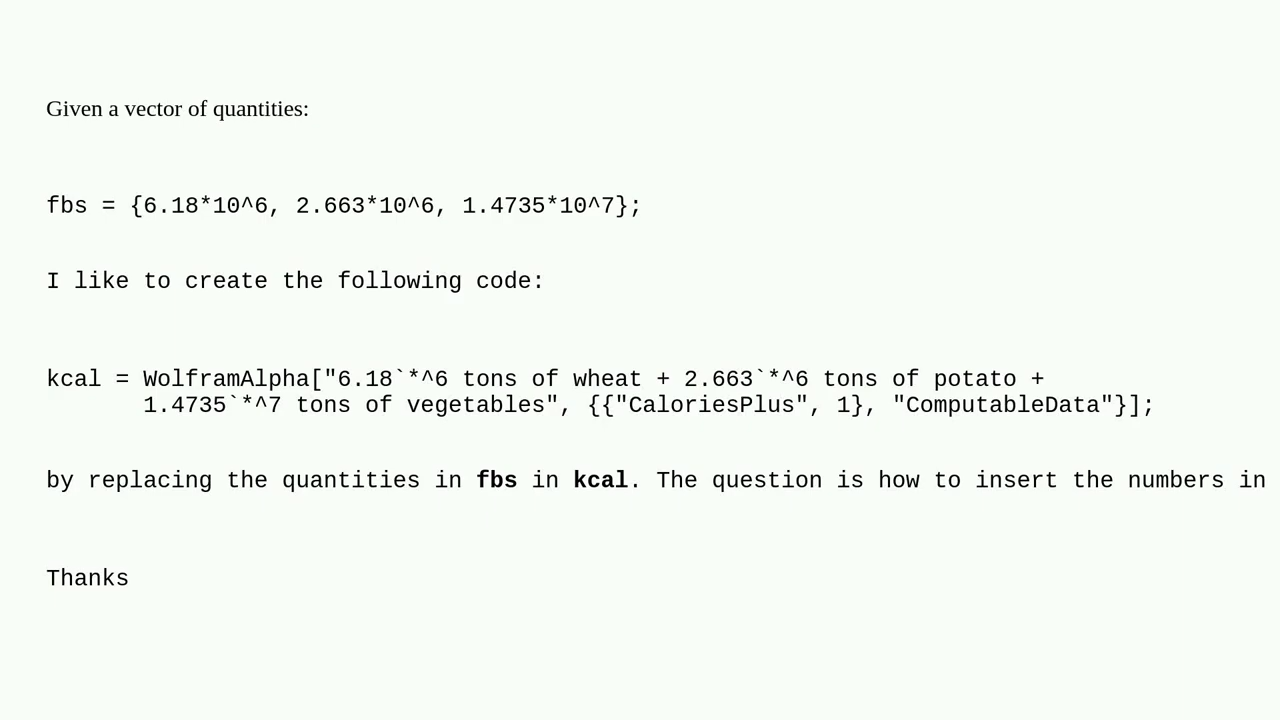 Given a vector of quantities:
fbs = {6.18*10^6, 2.663*10^6, 1.4735*10^7};
I like to create the following code:
kcal = WolframAlpha["6.18`*^6 tons of wheat + 2.663`*^6 tons of potato +
1.4735`*^7 tons of vegetables", {{"CaloriesPlus", 1}, "ComputableData"}];
by replacing the quantities in fbs in kcal. The question is how to insert the numbers in
Thanks